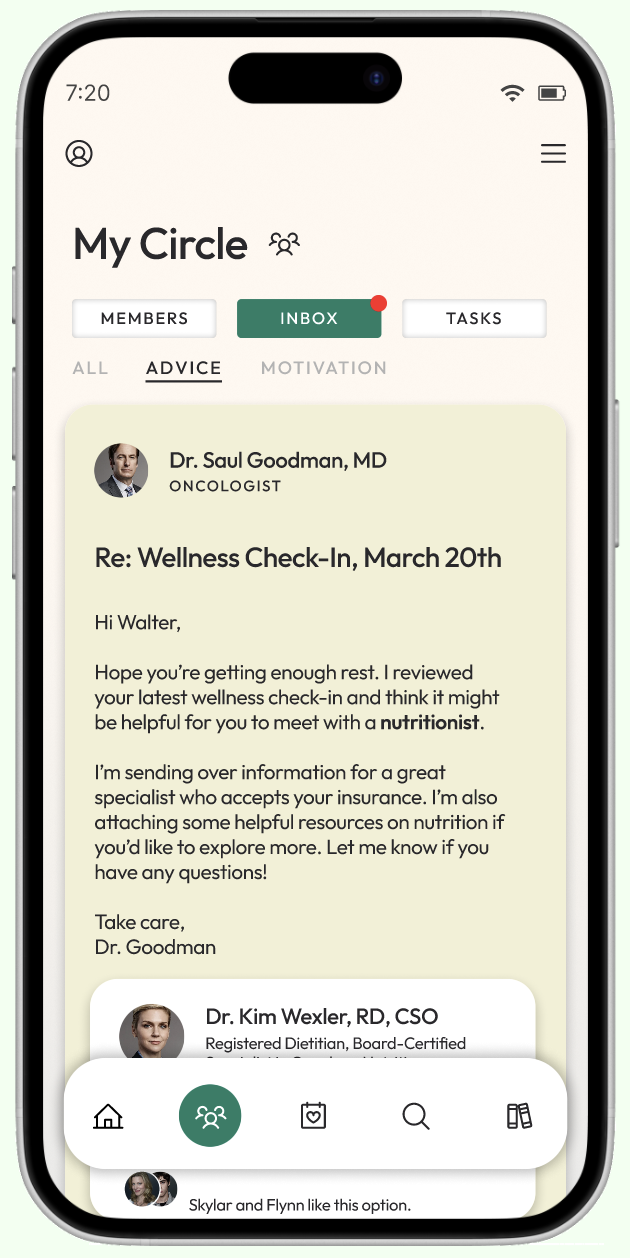 7:20
My Circle
MEMBERS INBOX TASKS
ALL ADVICE MOTIVATION
Dr. Saul Goodman, MD
ONCOLOGIST
Re: Wellness Check-In, March 20th
Hi Walter,
Hope you're getting enough rest. I reviewed
your latest wellness check-in and think it might
be helpful for you to meet with a nutritionist.
I'm sending over information for a great
specialist who accepts your insurance. I'm also
attaching some helpful resources on nutrition if
you'd like to explore more. Let me know if you
have any questions!
Take care,
Dr. Goodman
Dr. Kim Wexler, RD, CSO
Registered Dietitian, Board-Certified
Skylar and Flynn like this option.